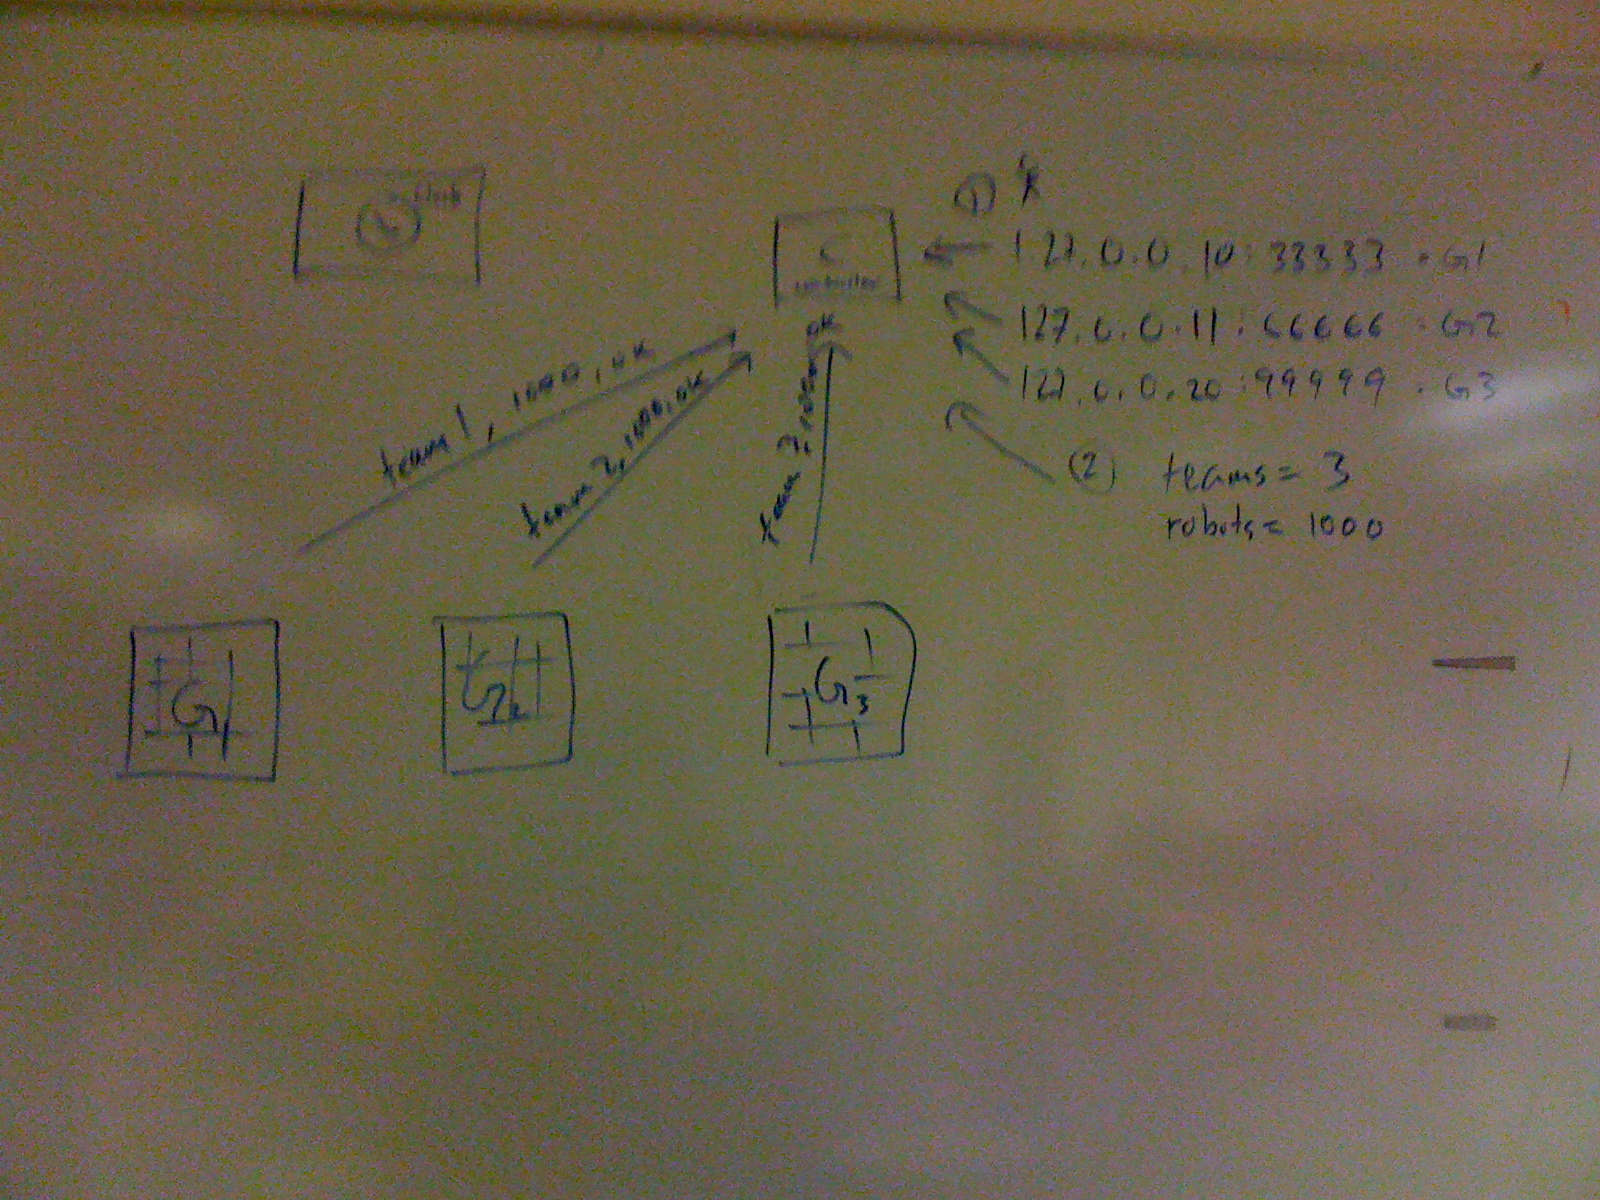 clock
① *
C
controller
127.0.0.10:33333 · G1
127.0.0.11:66666 · G2
127.0.0.20:99999 · G3
(2) teams = 3
robots = 1000
team 1, 1000, ok
team 2, 1000, ok
team 3, 1000, ok
G1
G2
G3